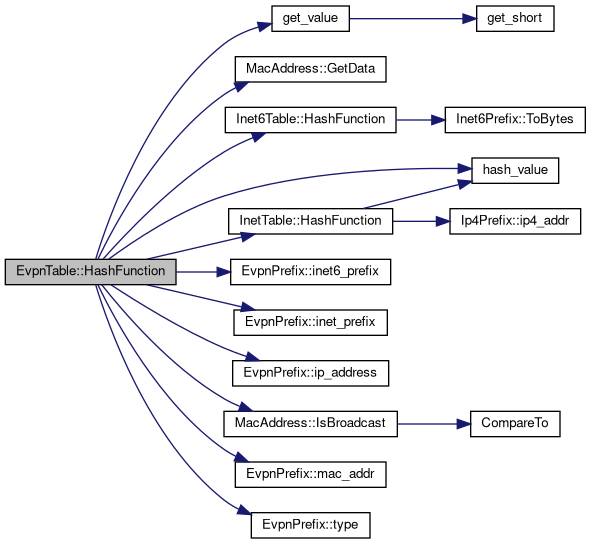 get_value
get_short
MacAddress::GetData
Inet6Table::HashFunction
Inet6Prefix::ToBytes
hash_value
InetTable::HashFunction
Ip4Prefix::ip4_addr
EvpnTable::HashFunction
EvpnPrefix::inet6_prefix
EvpnPrefix::inet_prefix
EvpnPrefix::ip_address
MacAddress::IsBroadcast
CompareTo
EvpnPrefix::mac_addr
EvpnPrefix::type